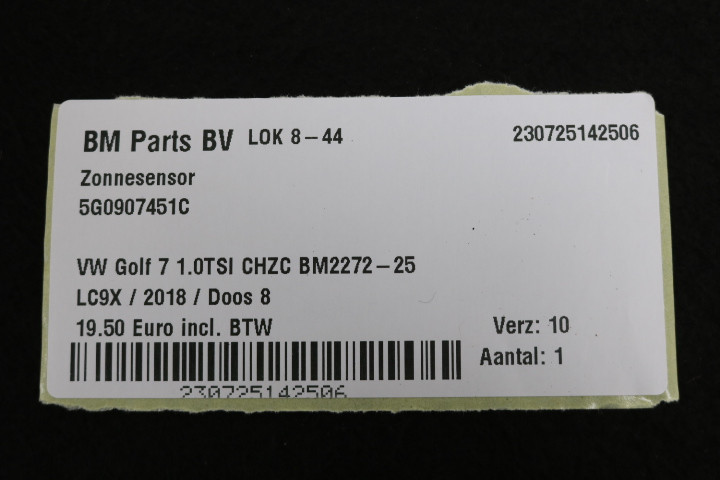 BM Parts BV LOK 8-44 230725142506
Zonnesensor
5G0907451C
VW Golf 7 1.0TSI CHZC BM2272-25
LC9X / 2018 / Doos 8
19.50 Euro incl. BTW Verz: 10
Aantal: 1
230725142506